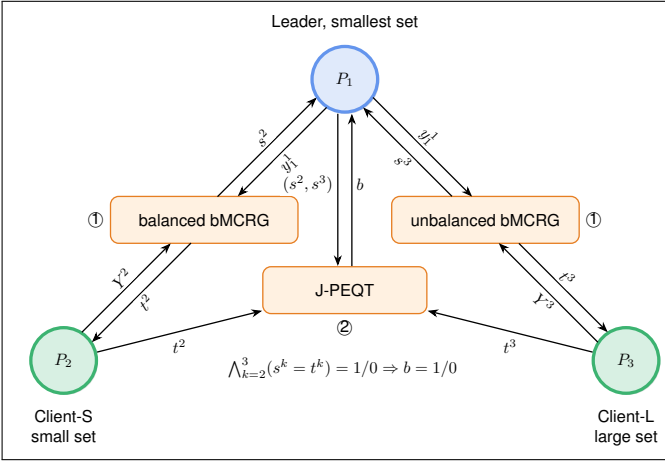 Leader, smallest set
P₁
s²
y₁¹
(s², s³)
b
y₁¹
s³
① balanced bMCRG
unbalanced bMCRG ①
Y²
t²
J-PEQT
②
t³
Y³
P₂
t²
t³
P₃
⋀ₖ₌₂³(sᵏ = tᵏ) = 1/0 ⇒ b = 1/0
Client-S
small set
Client-L
large set